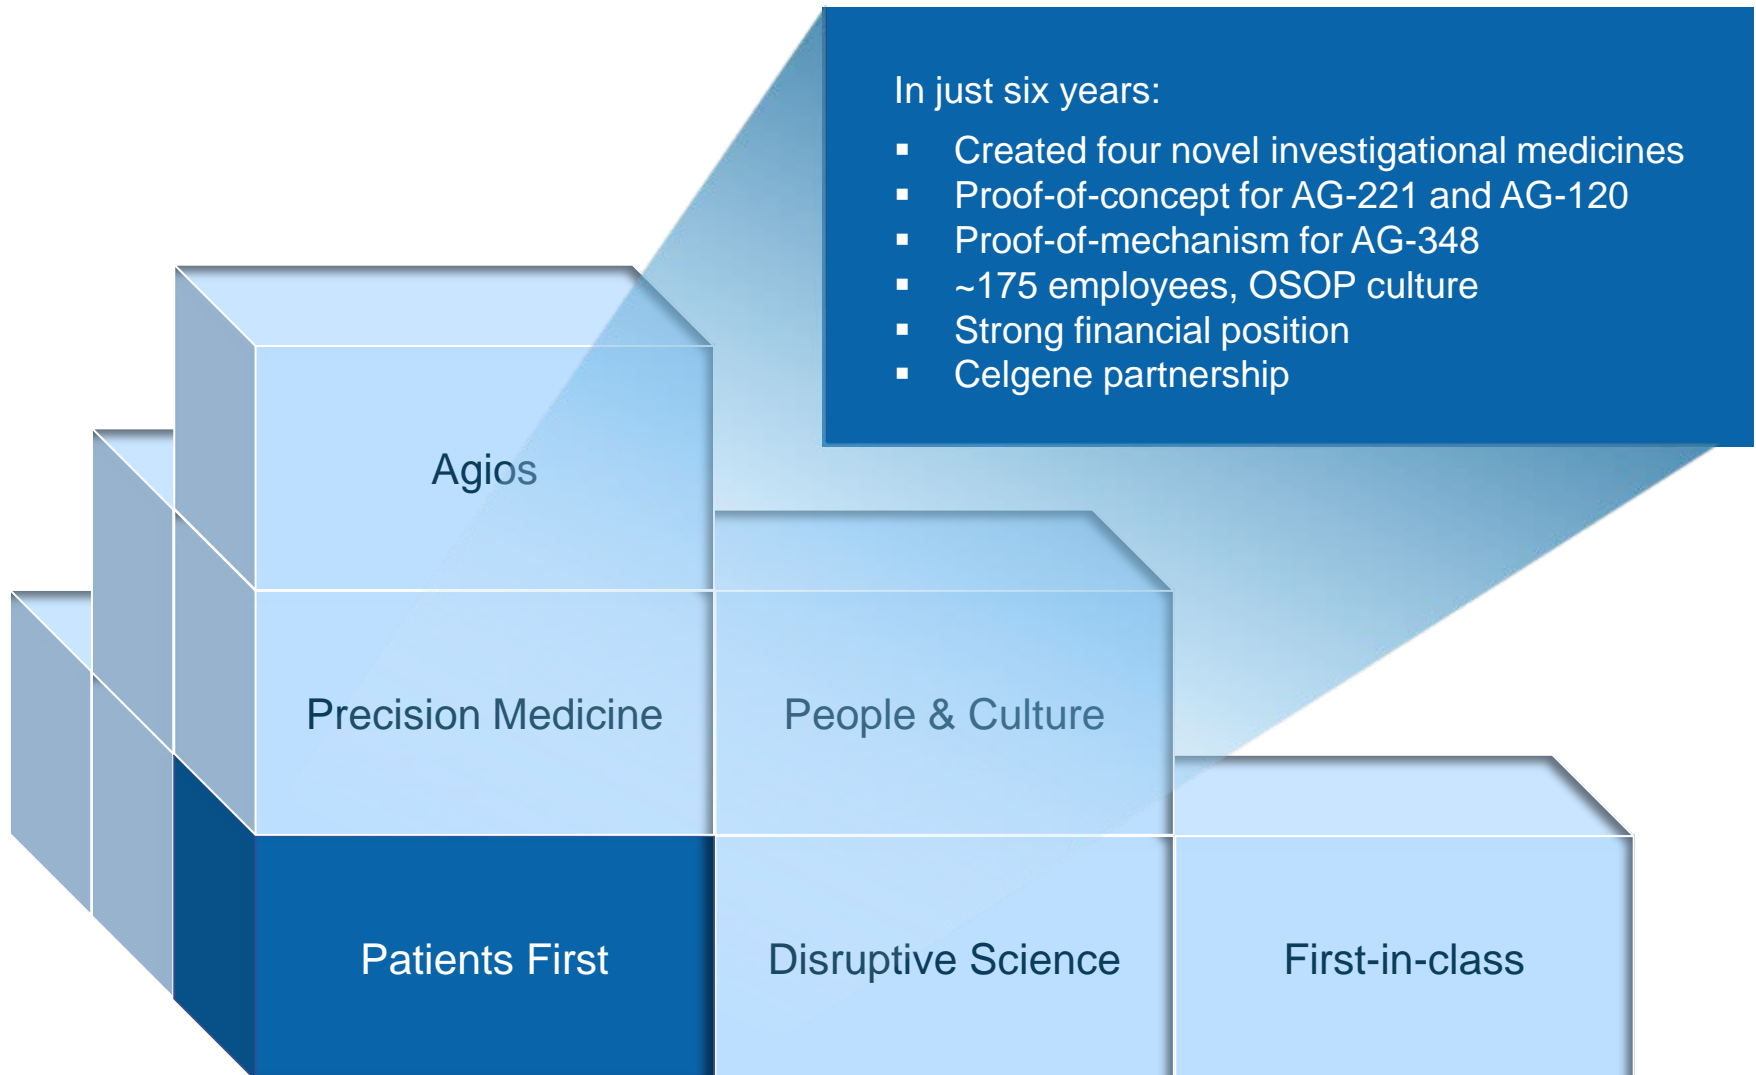 In just six years:
▪ Created four novel investigational medicines
▪ Proof-of-concept for AG-221 and AG-120
▪ Proof-of-mechanism for AG-348
▪ ~175 employees, OSOP culture
▪ Strong financial position
▪ Celgene partnership
Agios
Precision Medicine
People & Culture
Patients First
Disruptive Science
First-in-class